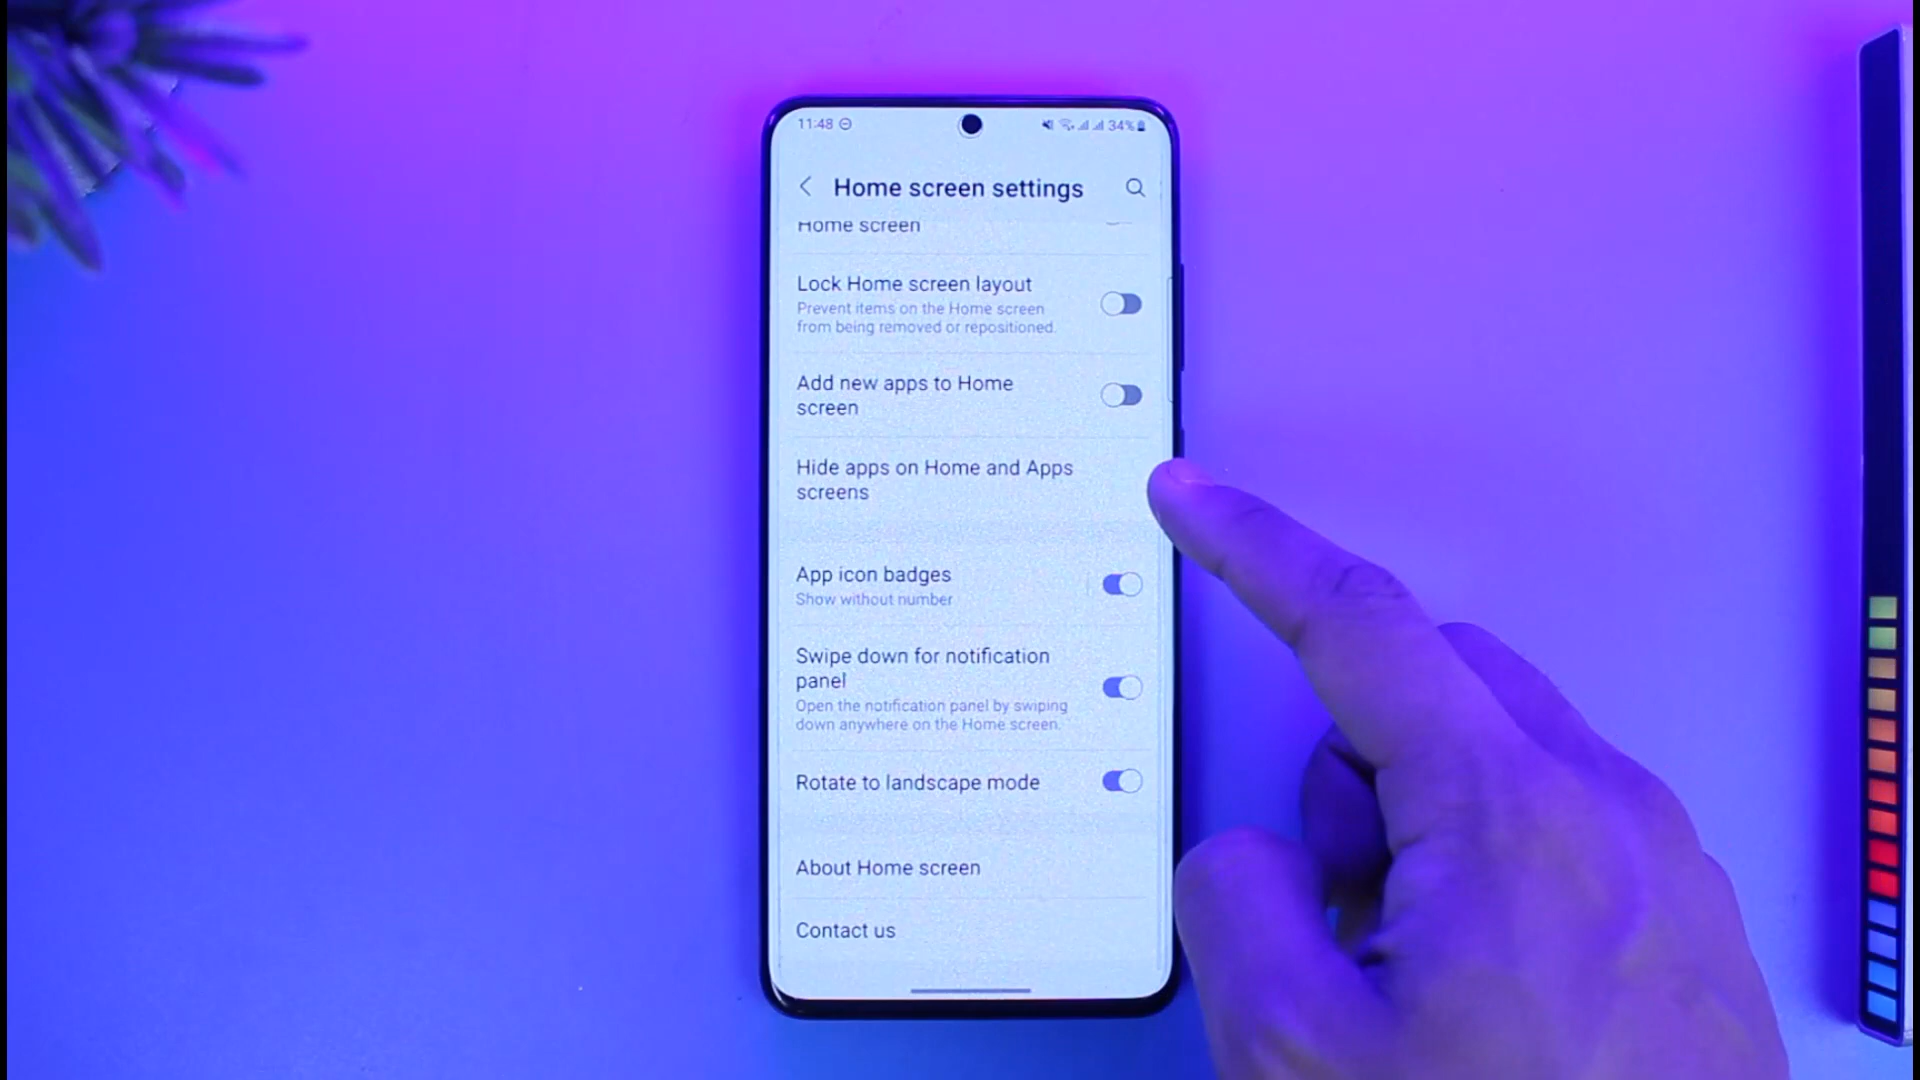 11:48
34%
Home screen settings
Home screen
Lock Home screen layout
Prevent items on the Home screen
from being removed or repositioned.
Add new apps to Home
screen
Hide apps on Home and Apps
screens
App icon badges
Show without number
Swipe down for notification
panel
Open the notification panel by swiping
down anywhere on the Home screen.
Rotate to landscape mode
About Home screen
Contact us